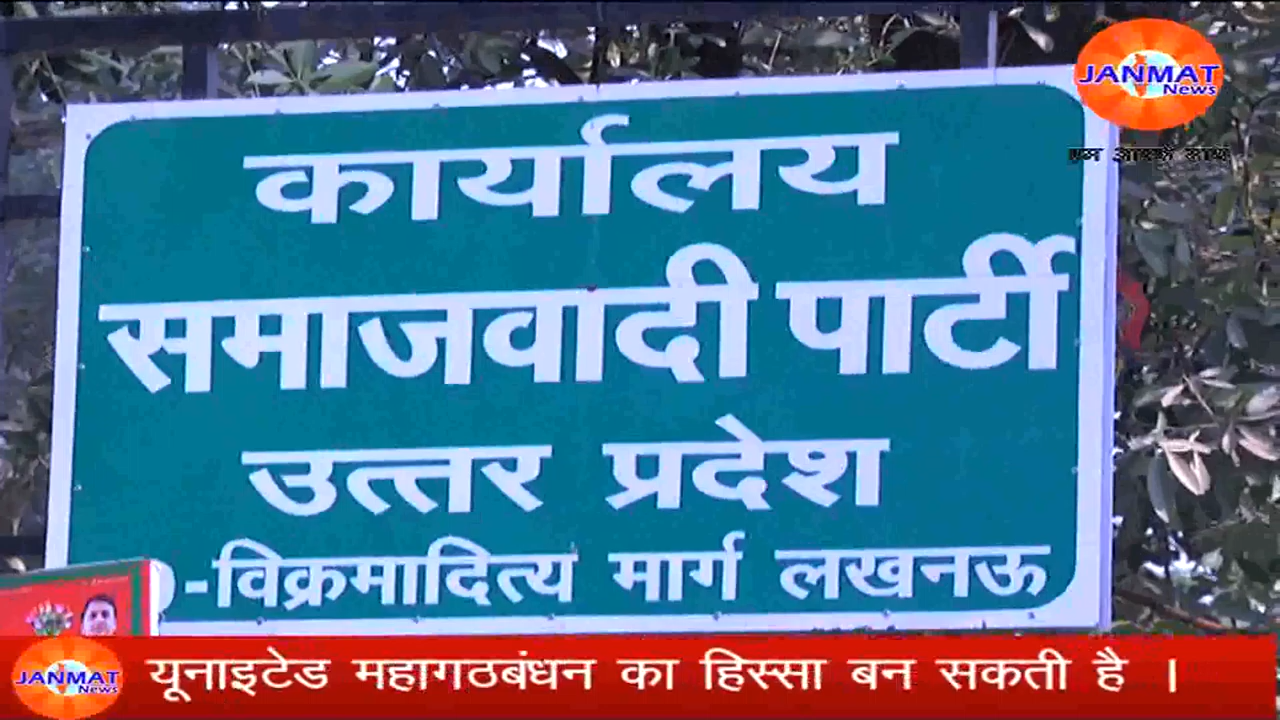 JANMAT
News
कार्यालय
समाजवादी पार्टी
उत्तर प्रदेश
-विक्रमादित्य मार्ग लखनऊ
JANMAT
News
यूनाइटेड महागठबंधन का हिस्सा बन सकती है ।